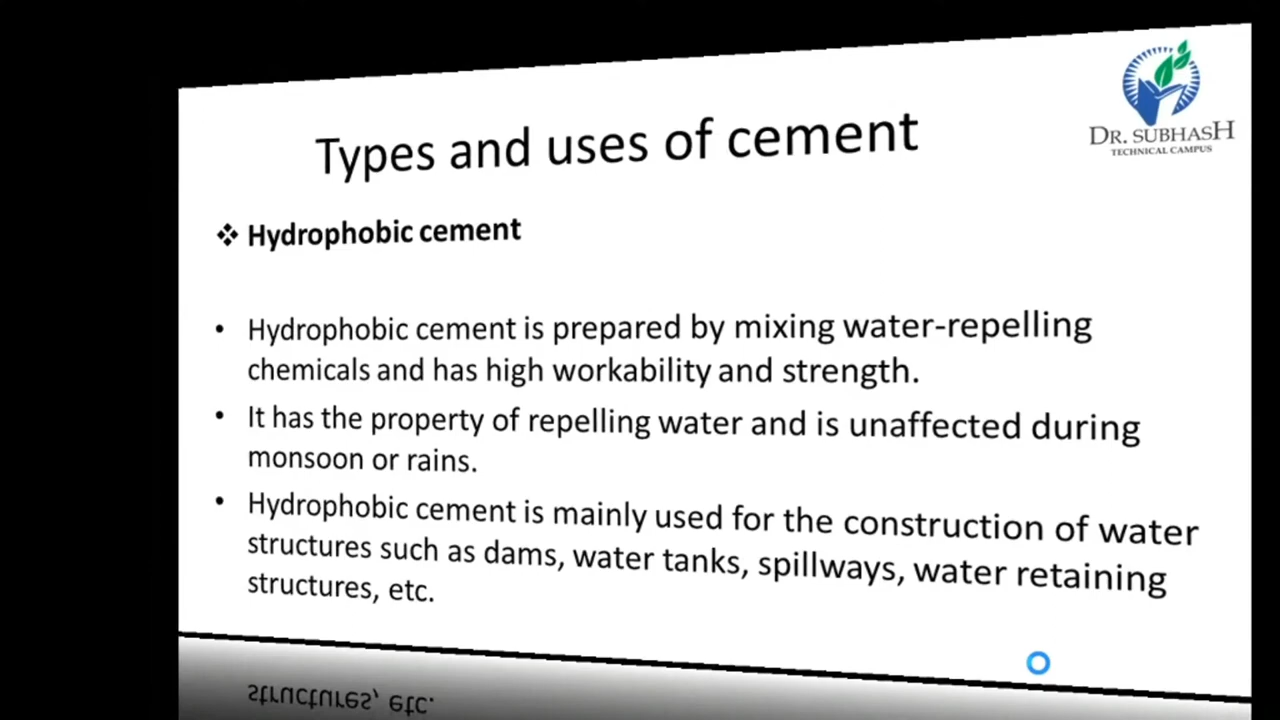 DR. SUBHASH
TECHNICAL CAMPUS
Types and uses of cement
❖ Hydrophobic cement
• Hydrophobic cement is prepared by mixing water-repelling
chemicals and has high workability and strength.
• It has the property of repelling water and is unaffected during
monsoon or rains.
• Hydrophobic cement is mainly used for the construction of water
structures such as dams, water tanks, spillways, water retaining
structures, etc.
structures, etc.